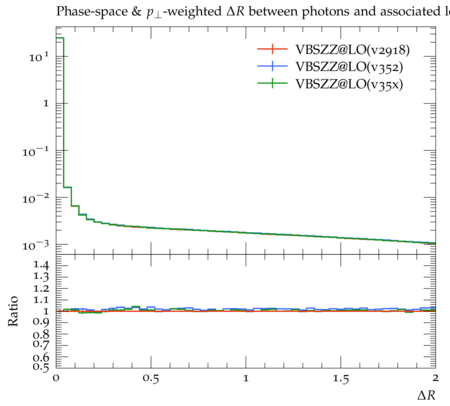 Phase-space & p⊥-weighted ΔR between photons and associated le
VBSZZ@LO(v2918)
VBSZZ@LO(v352)
VBSZZ@LO(v35x)
10¹
1
10⁻¹
10⁻²
10⁻³
1.4
1.3
1.2
1.1
1
0.9
0.8
0.7
0.6
0.5
Ratio
0 0.5 1 1.5 2
ΔR